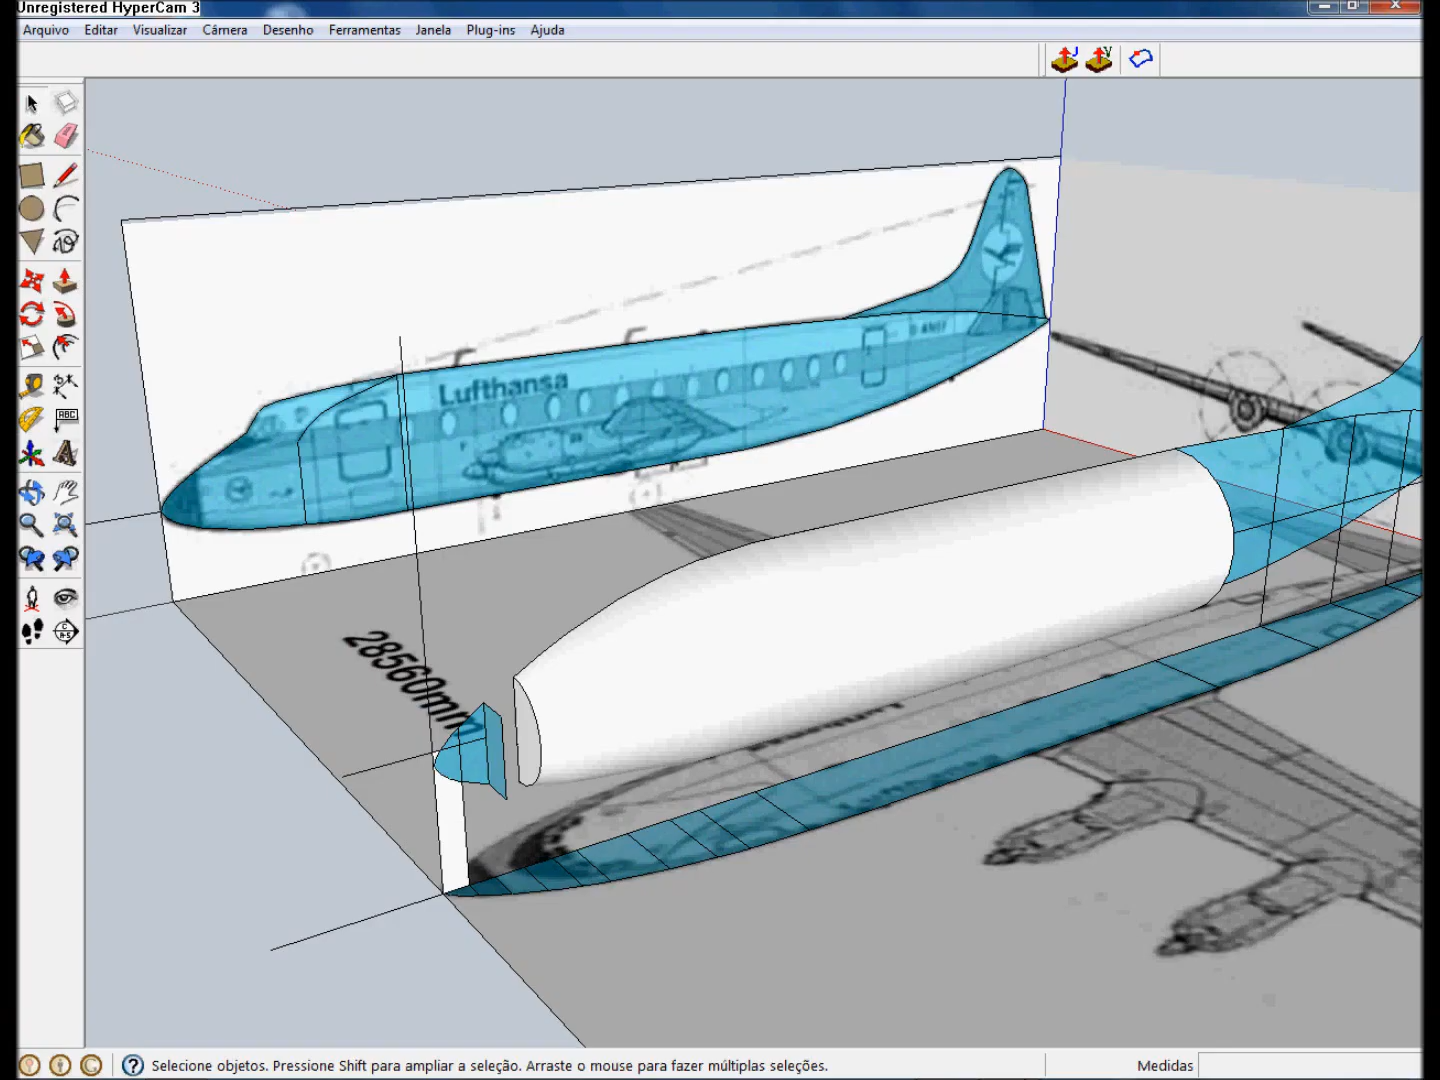 Unregistered HyperCam 3
Arquivo Editar Visualizar Câmera Desenho Ferramentas Janela Plug-ins Ajuda
J V
ABC
Lufthansa
28560mm
Selecione objetos. Pressione Shift para ampliar a seleção. Arraste o mouse para fazer múltiplas seleções.
Medidas